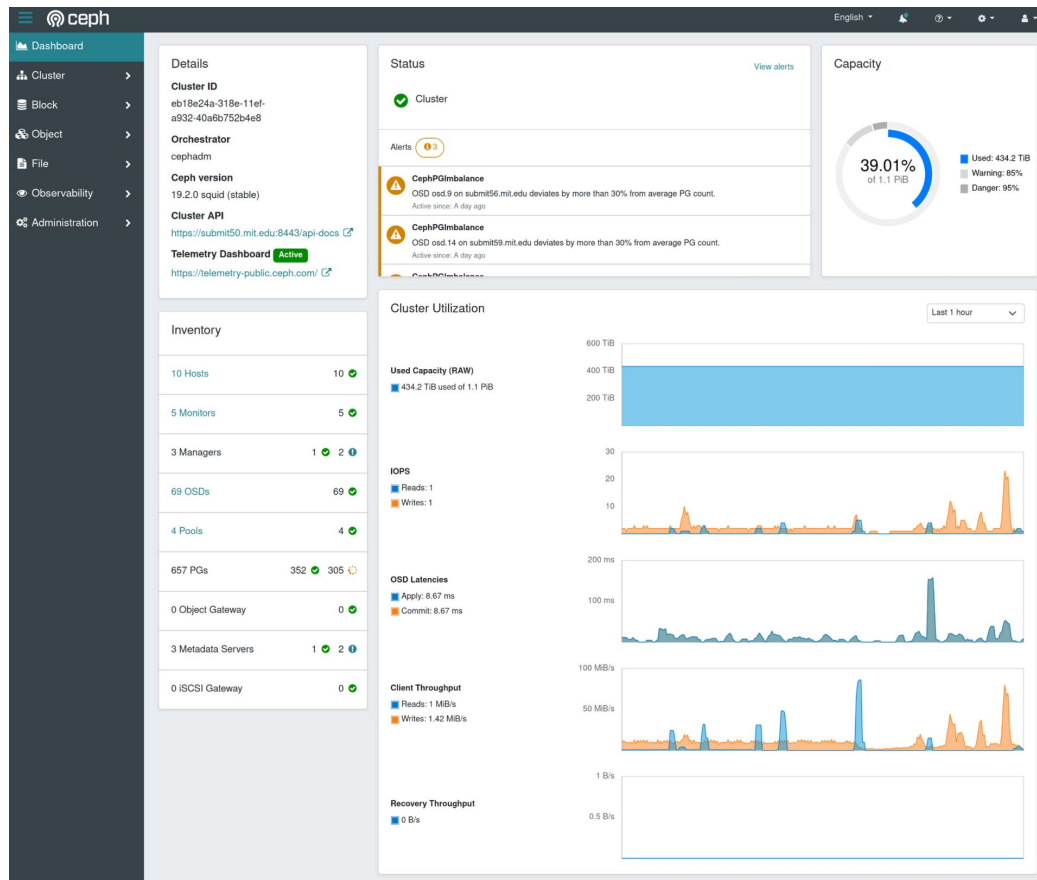 ceph
English
Dashboard
Cluster
Block
Object
File
Observability
Administration
Details
Cluster ID
eb18e24a-318e-11ef-
a932-40a6b752b4e8
Orchestrator
cephadm
Ceph version
19.2.0 squid (stable)
Cluster API
https://submit50.mit.edu:8443/api-docs
Telemetry Dashboard Active
https://telemetry-public.ceph.com/
Status
View alerts
Cluster
Alerts 3
CephPGImbalance
OSD osd.9 on submit56.mit.edu deviates by more than 30% from average PG count.
Active since: A day ago
CephPGImbalance
OSD osd.14 on submit59.mit.edu deviates by more than 30% from average PG count.
Active since: A day ago
CephPGImbalance
Capacity
39.01%
of 1.1 PiB
Used: 434.2 TiB
Warning: 85%
Danger: 95%
Inventory
10 Hosts 10
5 Monitors 5
3 Managers 1 2
69 OSDs 69
4 Pools 4
657 PGs 352 305
0 Object Gateway 0
3 Metadata Servers 1 2
0 iSCSI Gateway 0
Cluster Utilization
Last 1 hour
Used Capacity (RAW)
434.2 TiB used of 1.1 PiB
600 TiB
400 TiB
200 TiB
IOPS
Reads: 1
Writes: 1
30
20
10
OSD Latencies
Apply: 8.67 ms
Commit: 8.67 ms
200 ms
100 ms
Client Throughput
Reads: 1 MiB/s
Writes: 1.42 MiB/s
100 MiB/s
50 MiB/s
Recovery Throughput
0 B/s
1 B/s
0.5 B/s